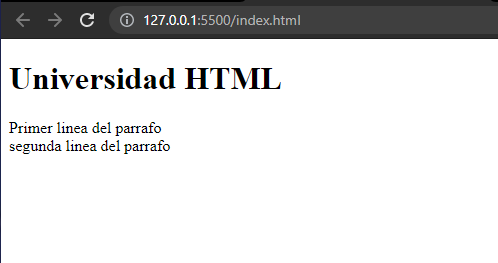 127.0.0.1:5500/index.html
Universidad HTML
Primer linea del parrafo
segunda linea del parrafo